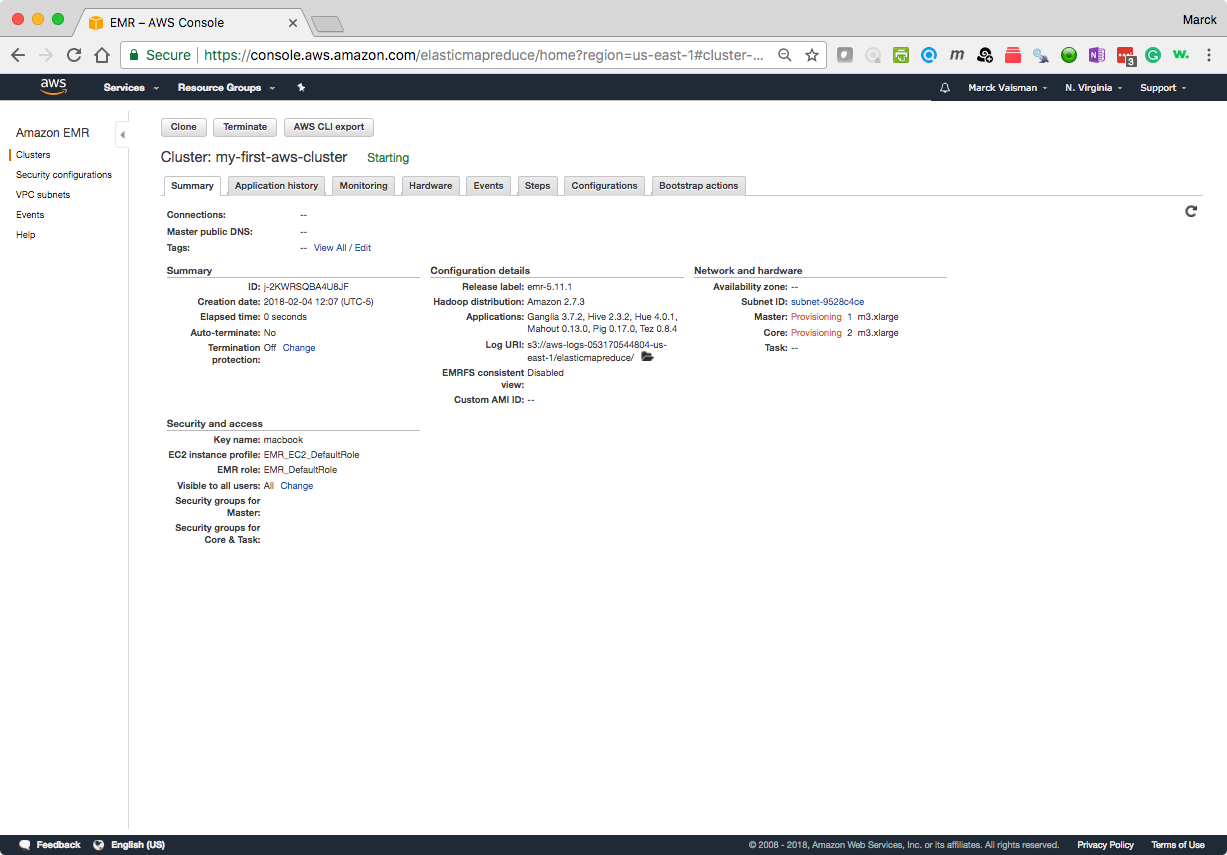 EMR – AWS Console
Marck
Secure
https://console.aws.amazon.com/elasticmapreduce/home?region=us-east-1#cluster-...
m
N
3
G
w.
aws
Services
Resource Groups
Marck Vaisman
N. Virginia
Support
Amazon EMR
Clusters
Security configurations
VPC subnets
Events
Help
Clone
Terminate
AWS CLI export
Cluster: my-first-aws-cluster Starting
Summary
Application history
Monitoring
Hardware
Events
Steps
Configurations
Bootstrap actions
Connections: --
Master public DNS: --
Tags: -- View All / Edit
Summary
ID: j-2KWRSQBA4U8JF
Creation date: 2018-02-04 12:07 (UTC-5)
Elapsed time: 0 seconds
Auto-terminate: No
Termination Off Change
protection:
Configuration details
Release label: emr-5.11.1
Hadoop distribution: Amazon 2.7.3
Applications: Ganglia 3.7.2, Hive 2.3.2, Hue 4.0.1,
Mahout 0.13.0, Pig 0.17.0, Tez 0.8.4
Log URI: s3://aws-logs-053170544804-us-
east-1/elasticmapreduce/
EMRFS consistent Disabled
view:
Custom AMI ID: --
Network and hardware
Availability zone: --
Subnet ID: subnet-9528c4ce
Master: Provisioning 1 m3.xlarge
Core: Provisioning 2 m3.xlarge
Task: --
Security and access
Key name: macbook
EC2 instance profile: EMR_EC2_DefaultRole
EMR role: EMR_DefaultRole
Visible to all users: All Change
Security groups for
Master:
Security groups for
Core & Task:
Feedback
English (US)
© 2008 - 2018, Amazon Web Services, Inc. or its affiliates. All rights reserved.
Privacy Policy
Terms of Use